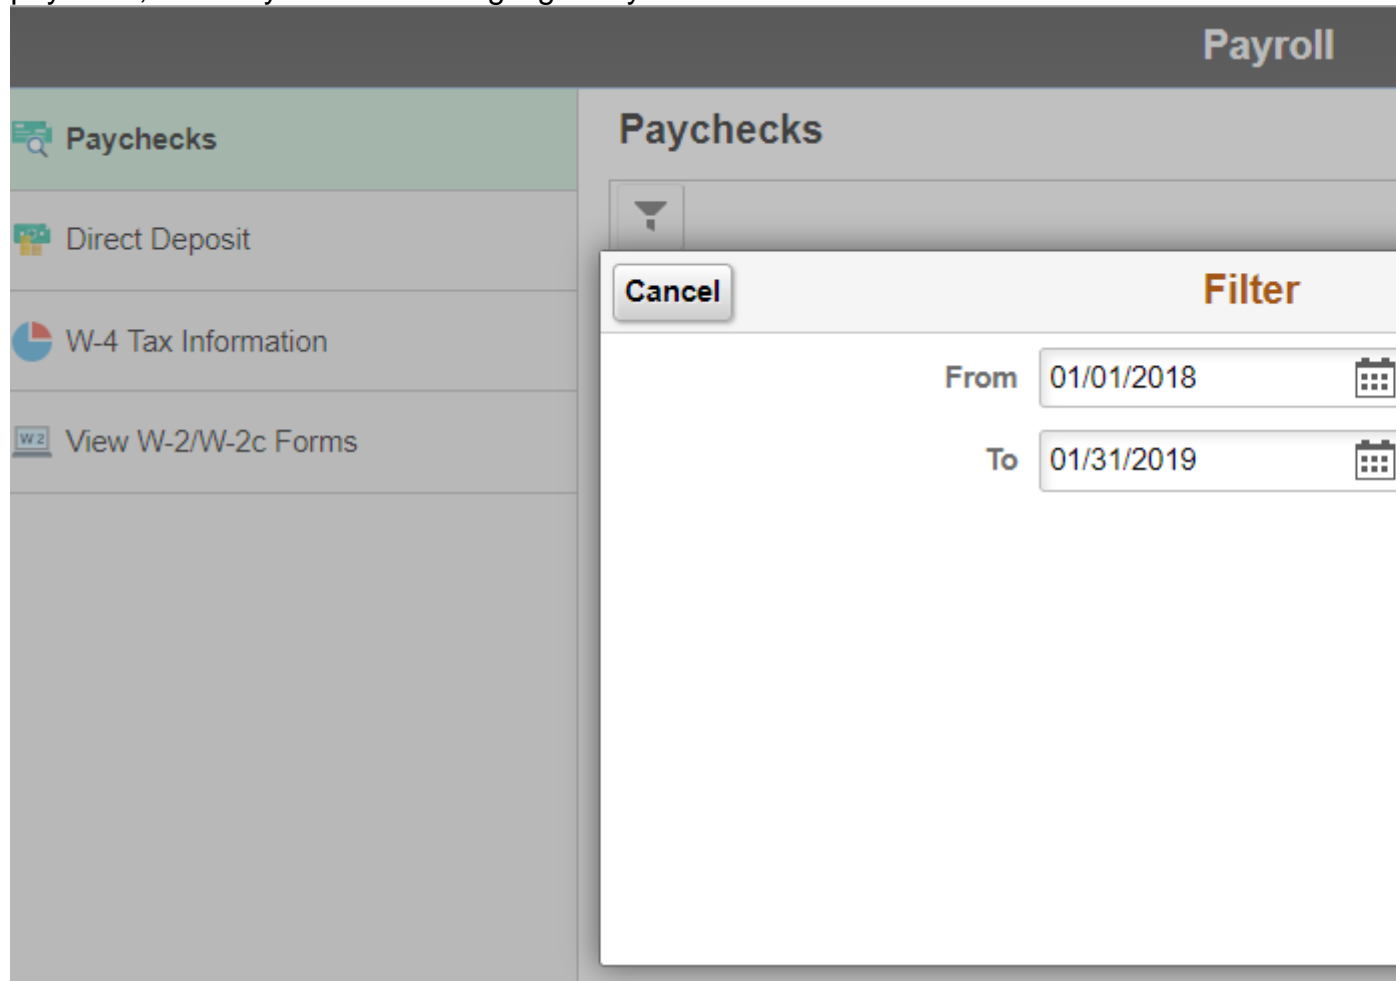 Payroll
Paychecks
Direct Deposit
W-4 Tax Information
W2
View W-2/W-2c Forms
Paychecks
Cancel
Filter
From 01/01/2018
To 01/31/2019